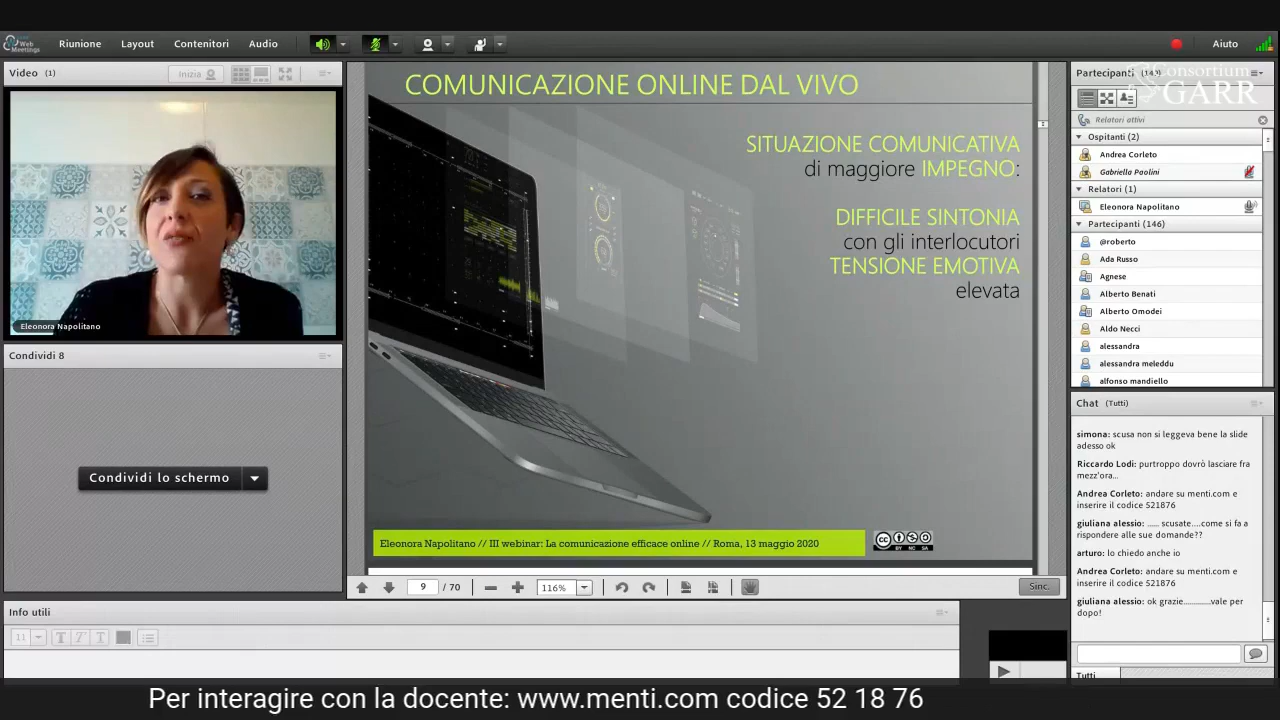 Web
Meetings
Riunione
Layout
Contenitori
Audio
Aiuto
Video (1)
Inizia
Eleonora Napolitano
Condividi 8
Condividi lo schermo
COMUNICAZIONE ONLINE DAL VIVO
SITUAZIONE COMUNICATIVA
di maggiore IMPEGNO:
DIFFICILE SINTONIA
con gli interlocutori
TENSIONE EMOTIVA
elevata
Eleonora Napolitano // III webinar: La comunicazione efficace online // Roma, 13 maggio 2020
cc
BY NC SA
9 / 70
116%
Sinc.
Partecipanti (149)
Consortium
GARR
Relatori attivi
Ospitanti (2)
Andrea Corleto
Gabriella Paolini
Relatori (1)
Eleonora Napolitano
Partecipanti (146)
@roberto
Ada Russo
Agnese
Alberto Benati
Alberto Omodei
Aldo Necci
alessandra
alessandra meleddu
alfonso mandiello
Chat (Tutti)
simona: scusa non si leggeva bene la slide
adesso ok
Riccardo Lodi: purtroppo dovrò lasciare fra
mezz'ora...
Andrea Corleto: andare su menti.com e
inserire il codice 521876
giuliana alessio: ...... scusate....come si fa a
rispondere alle sue domande??
arturo: lo chiedo anche io
Andrea Corleto: andare su menti.com e
inserire il codice 521876
giuliana alessio: ok grazie............vale per
dopo!
Tutti
Info utili
11
T T T
Per interagire con la docente: www.menti.com codice 52 18 76